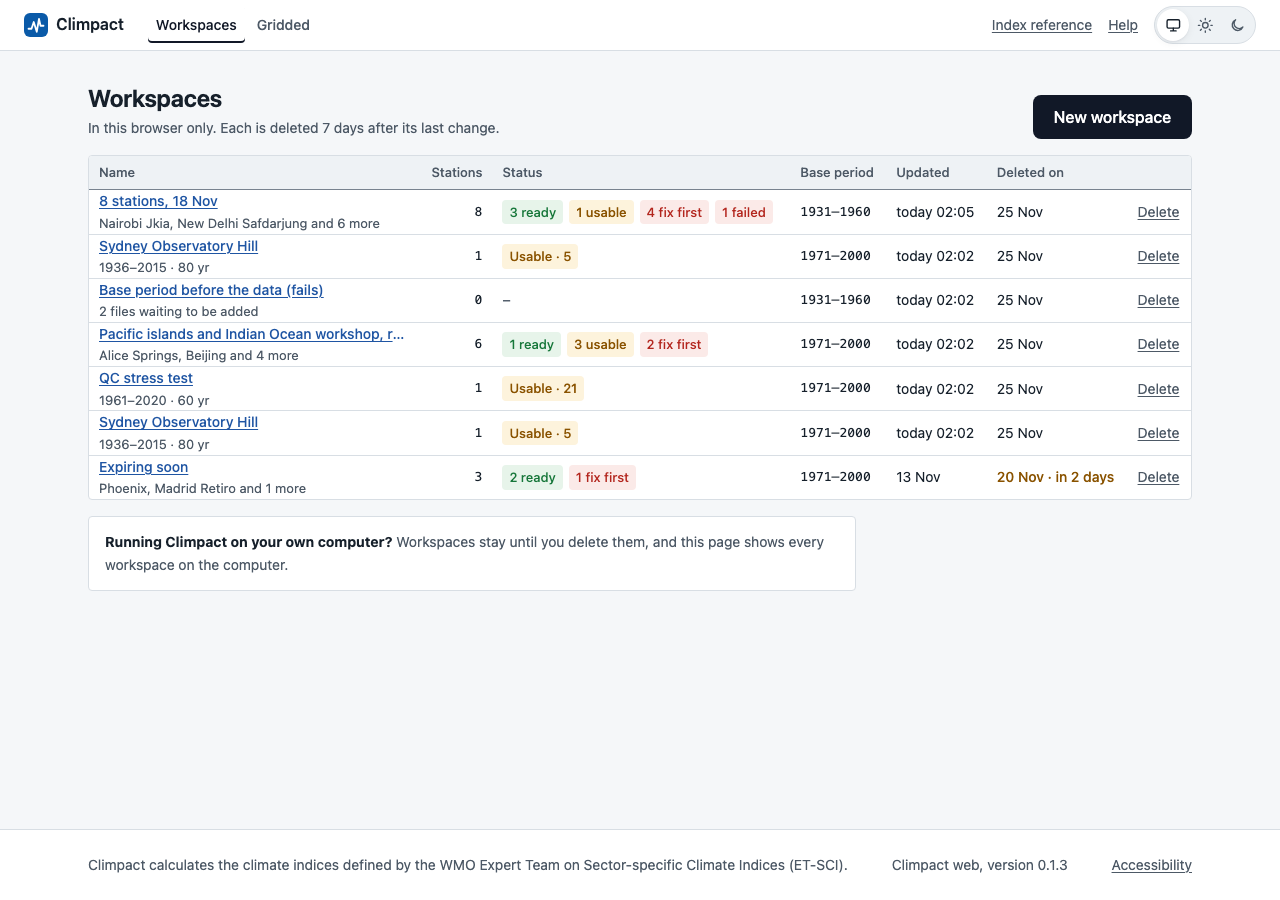 Climpact
Workspaces
Gridded
Index reference
Help
Workspaces
In this browser only. Each is deleted 7 days after its last change.
New workspace
Name Stations Status Base period Updated Deleted on
8 stations, 18 Nov
Nairobi Jkia, New Delhi Safdarjung and 6 more
8 3 ready 1 usable 4 fix first 1 failed 1931–1960 today 02:05 25 Nov Delete
Sydney Observatory Hill
1936–2015 · 80 yr
1 Usable · 5 1971–2000 today 02:02 25 Nov Delete
Base period before the data (fails)
2 files waiting to be added
0 – 1931–1960 today 02:02 25 Nov Delete
Pacific islands and Indian Ocean workshop, r…
Alice Springs, Beijing and 4 more
6 1 ready 3 usable 2 fix first 1971–2000 today 02:02 25 Nov Delete
QC stress test
1961–2020 · 60 yr
1 Usable · 21 1971–2000 today 02:02 25 Nov Delete
Sydney Observatory Hill
1936–2015 · 80 yr
1 Usable · 5 1971–2000 today 02:02 25 Nov Delete
Expiring soon
Phoenix, Madrid Retiro and 1 more
3 2 ready 1 fix first 1971–2000 13 Nov 20 Nov · in 2 days Delete
Running Climpact on your own computer? Workspaces stay until you delete them, and this page shows every
workspace on the computer.
Climpact calculates the climate indices defined by the WMO Expert Team on Sector-specific Climate Indices (ET-SCI).
Climpact web, version 0.1.3
Accessibility